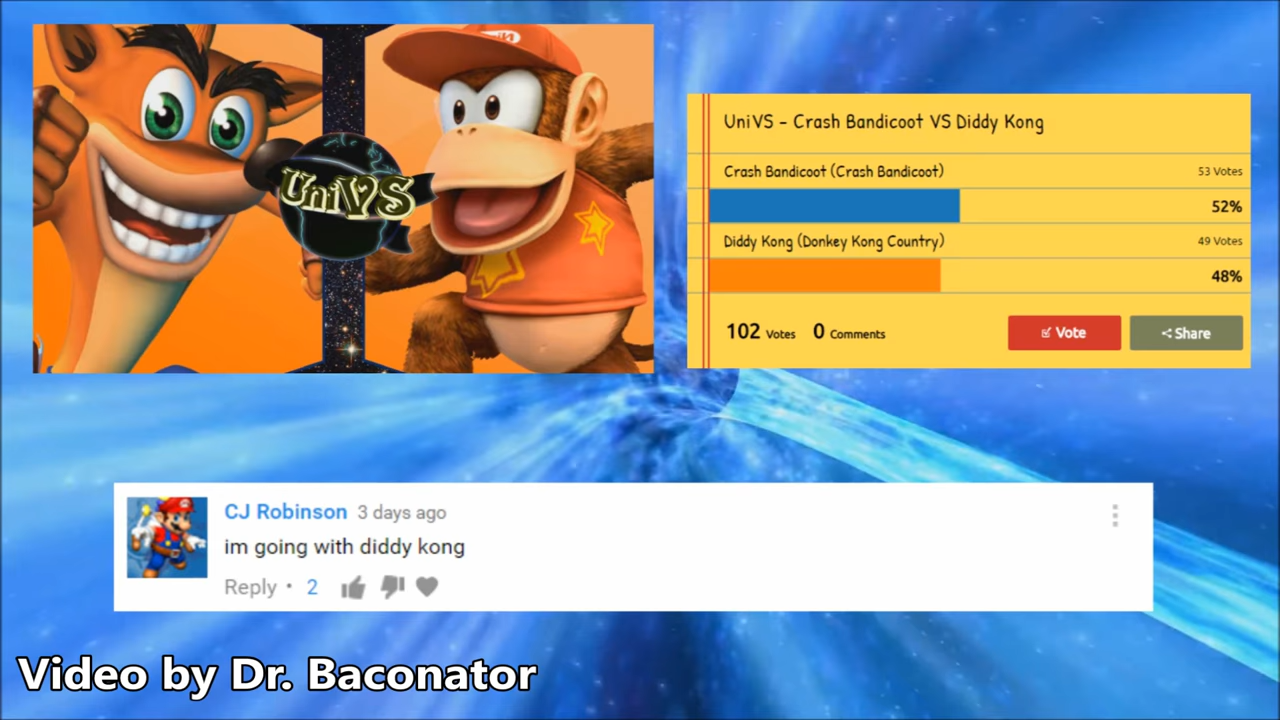 UniVS
UniVS - Crash Bandicoot VS Diddy Kong
Crash Bandicoot (Crash Bandicoot)
53 Votes
52%
Diddy Kong (Donkey Kong Country)
49 Votes
48%
102 Votes 0 Comments
Vote
Share
CJ Robinson 3 days ago
im going with diddy kong
Reply • 2
Video by Dr. Baconator